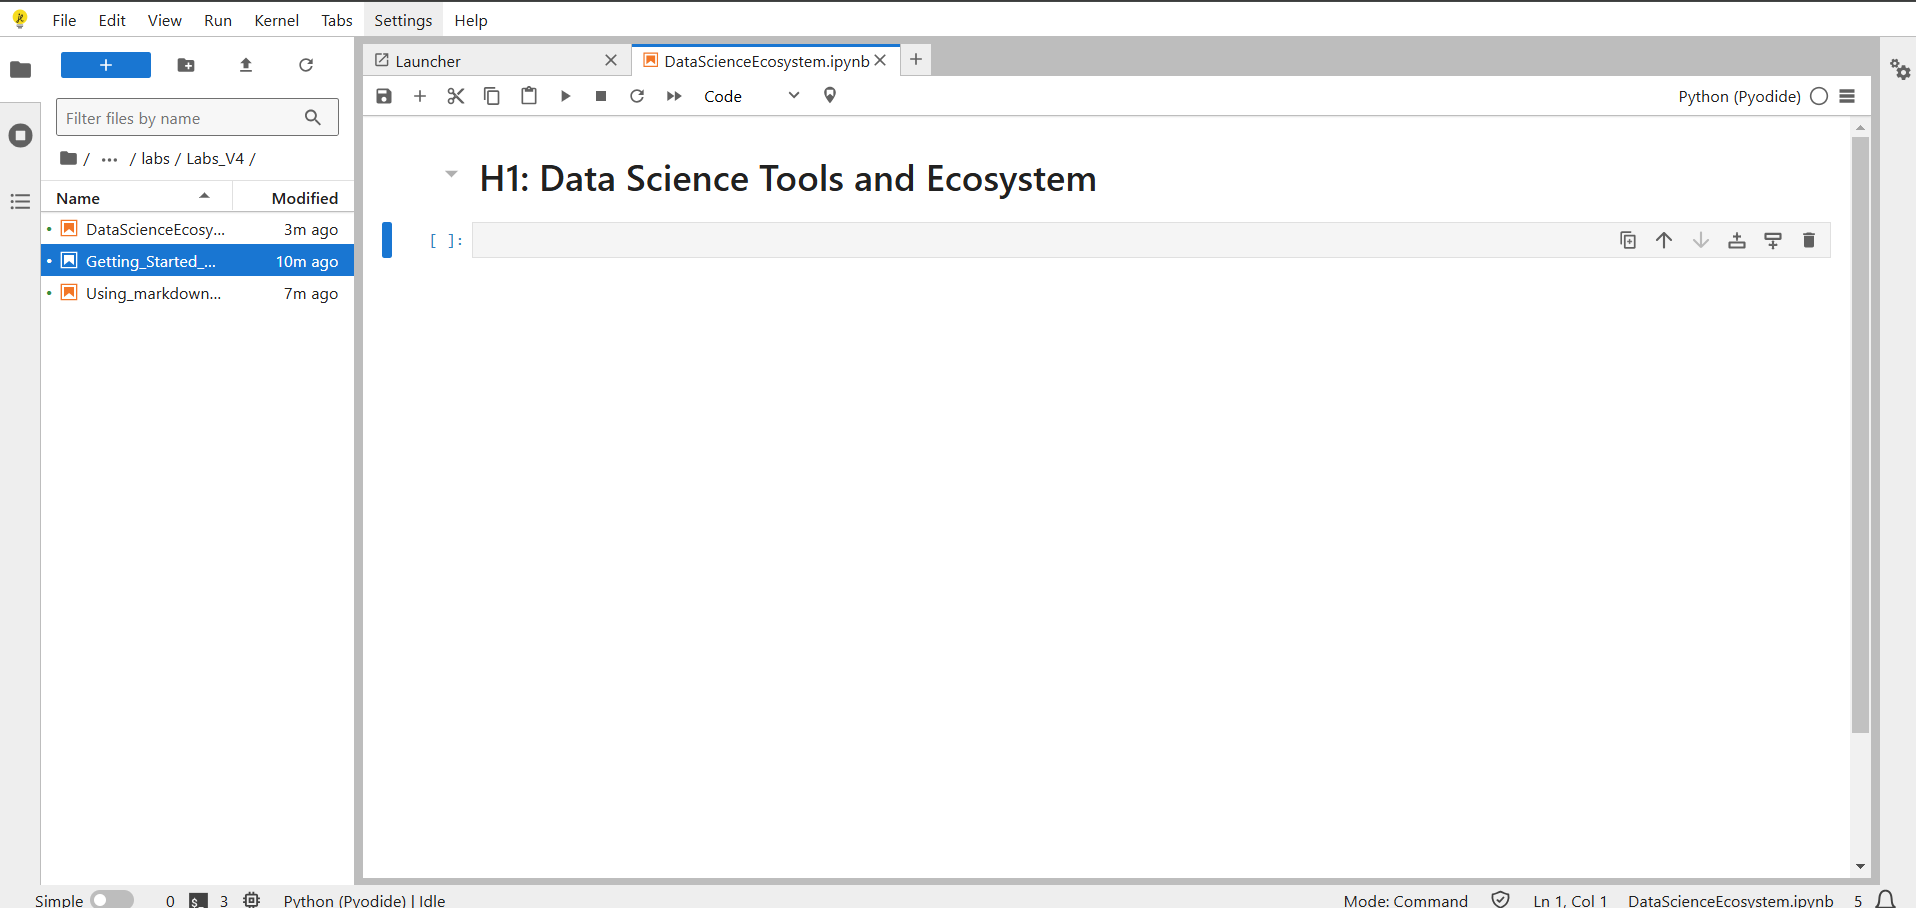 File Edit View Run Kernel Tabs Settings Help
Launcher
DataScienceEcosystem.ipynb
Code
Python (Pyodide)
Filter files by name
/ ... / labs / Labs_V4 /
Name Modified
DataScienceEcosy... 3m ago
Getting_Started_... 10m ago
Using_markdown... 7m ago
H1: Data Science Tools and Ecosystem
[ ]:
Simple 0 $_ 3 Python (Pyodide) | Idle Mode: Command Ln 1, Col 1 DataScienceEcosystem.ipynb 5